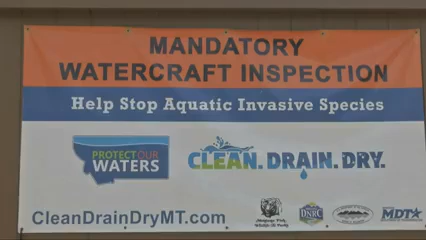 MANDATORY
WATERCRAFT INSPECTION
Help Stop Aquatic Invasive Species
PROTECT OUR
WATERS
CLEAN. DRAIN. DRY.
CleanDrainDryMT.com
DNRC
MDT